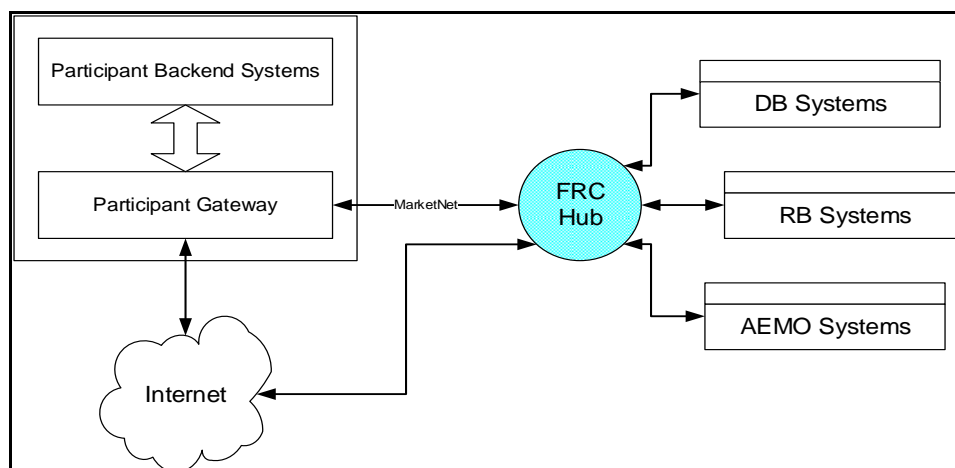 Participant Backend Systems
Participant Gateway
MarketNet
FRC
Hub
DB Systems
RB Systems
AEMO Systems
Internet